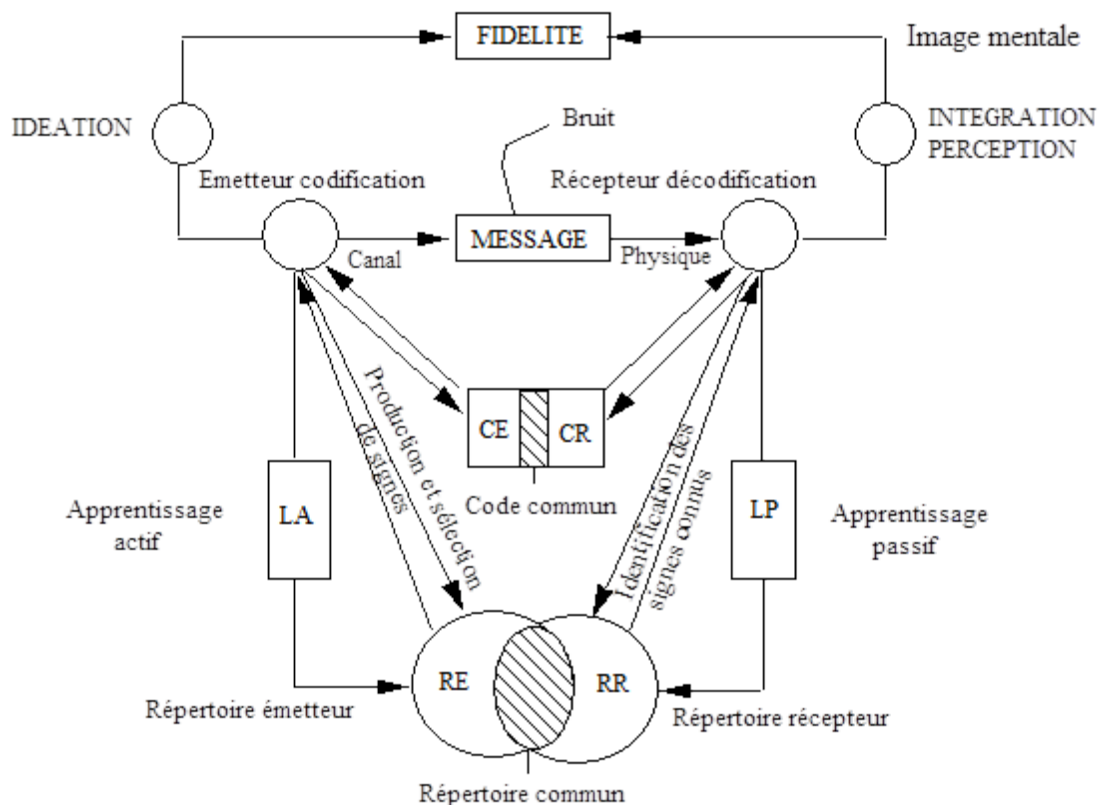 FIDELITE
Image mentale
IDEATION
Bruit
INTEGRATION
PERCEPTION
Emetteur codification
Récepteur décodification
MESSAGE
Canal
Physique
Production et sélection
de signes
CE
CR
Identification des
signes connus
Code commun
Apprentissage
actif
LA
LP
Apprentissage
passif
RE
RR
Répertoire émetteur
Répertoire récepteur
Répertoire commun